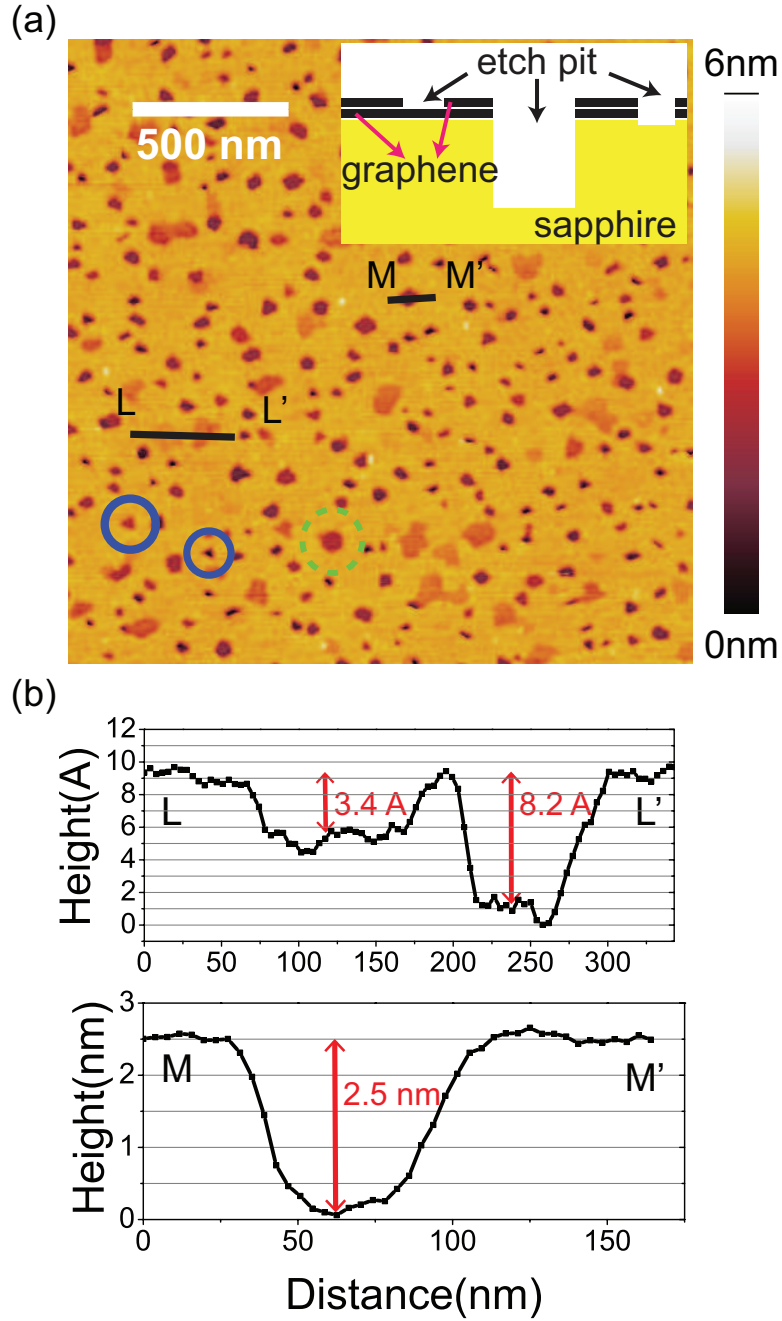 (a)
6nm
etch pit
500 nm
graphene
sapphire
M M'
L L'
0nm
(b)
12
10
8
6
4
2
0
Height(A)
L
3.4 A
8.2 A
L'
0 50 100 150 200 250 300
3
2
1
0
Height(nm)
M
2.5 nm
M'
0 50 100 150
Distance(nm)